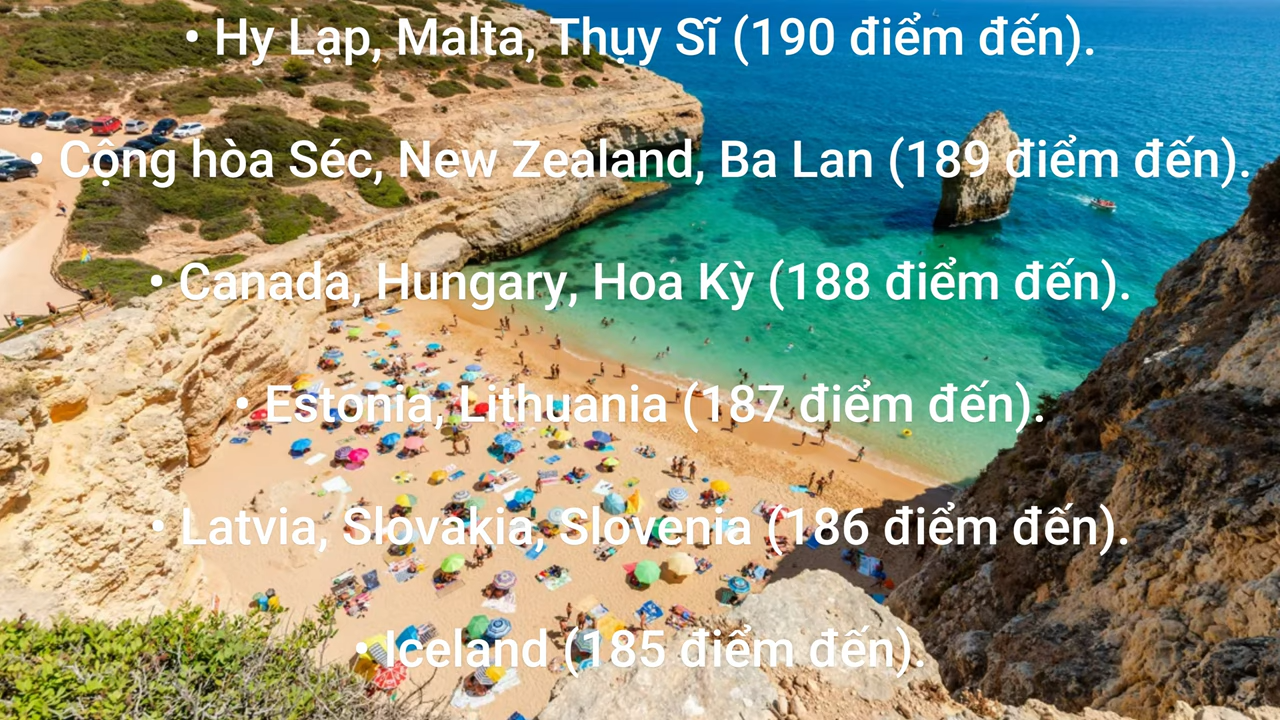 • Hy Lạp, Malta, Thụy Sĩ (190 điểm đến).
• Cộng hòa Séc, New Zealand, Ba Lan (189 điểm đến).
• Canada, Hungary, Hoa Kỳ (188 điểm đến).
• Estonia, Lithuania (187 điểm đến).
• Latvia, Slovakia, Slovenia (186 điểm đến).
• Iceland (185 điểm đến).